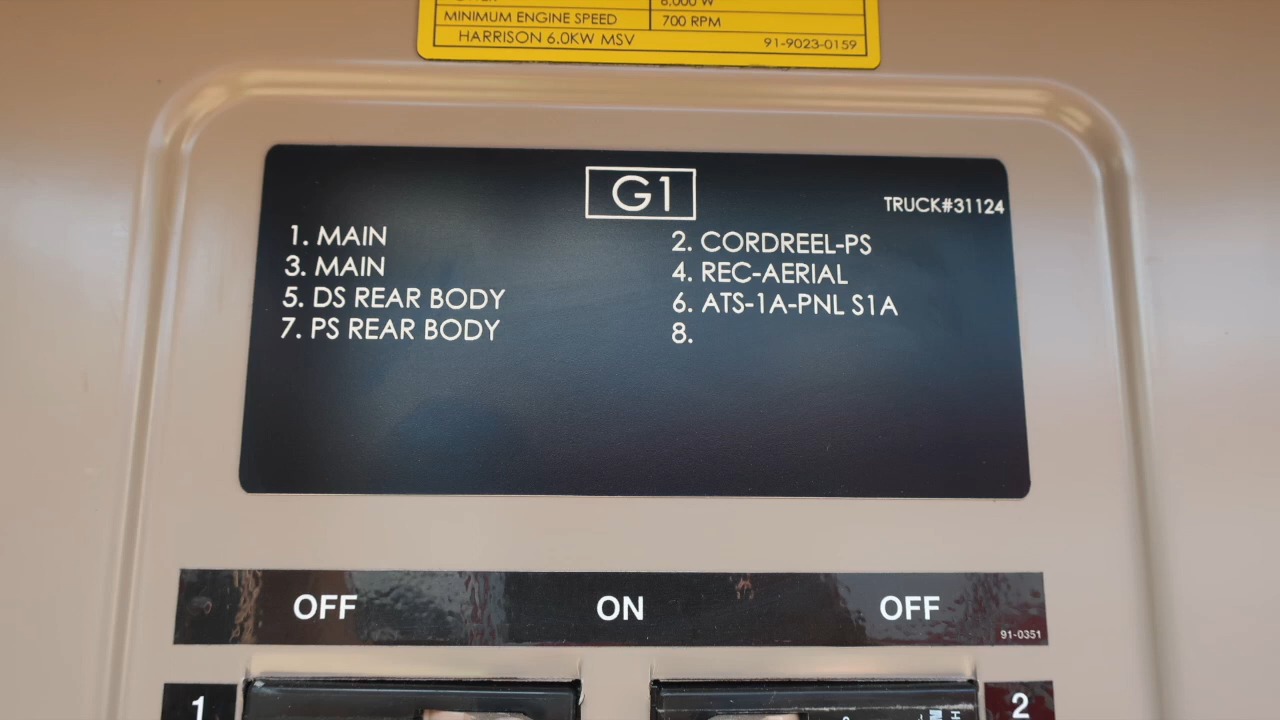 6,000 W
MINIMUM ENGINE SPEED 700 RPM
HARRISON 6.0KW MSV 91-9023-0159
G1
TRUCK#31124
1. MAIN 2. CORDREEL-PS
3. MAIN 4. REC-AERIAL
5. DS REAR BODY 6. ATS-1A-PNL S1A
7. PS REAR BODY 8.
OFF ON OFF
91-0351
1 2